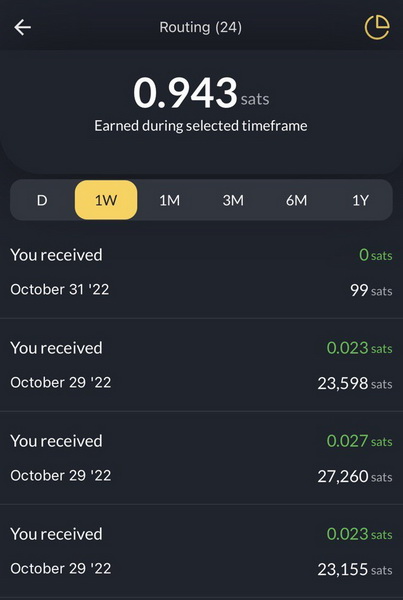 Routing (24)
0.943 sats
Earned during selected timeframe
D 1W 1M 3M 6M 1Y
You received 0 sats
October 31 '22 99 sats
You received 0.023 sats
October 29 '22 23,598 sats
You received 0.027 sats
October 29 '22 27,260 sats
You received 0.023 sats
October 29 '22 23,155 sats